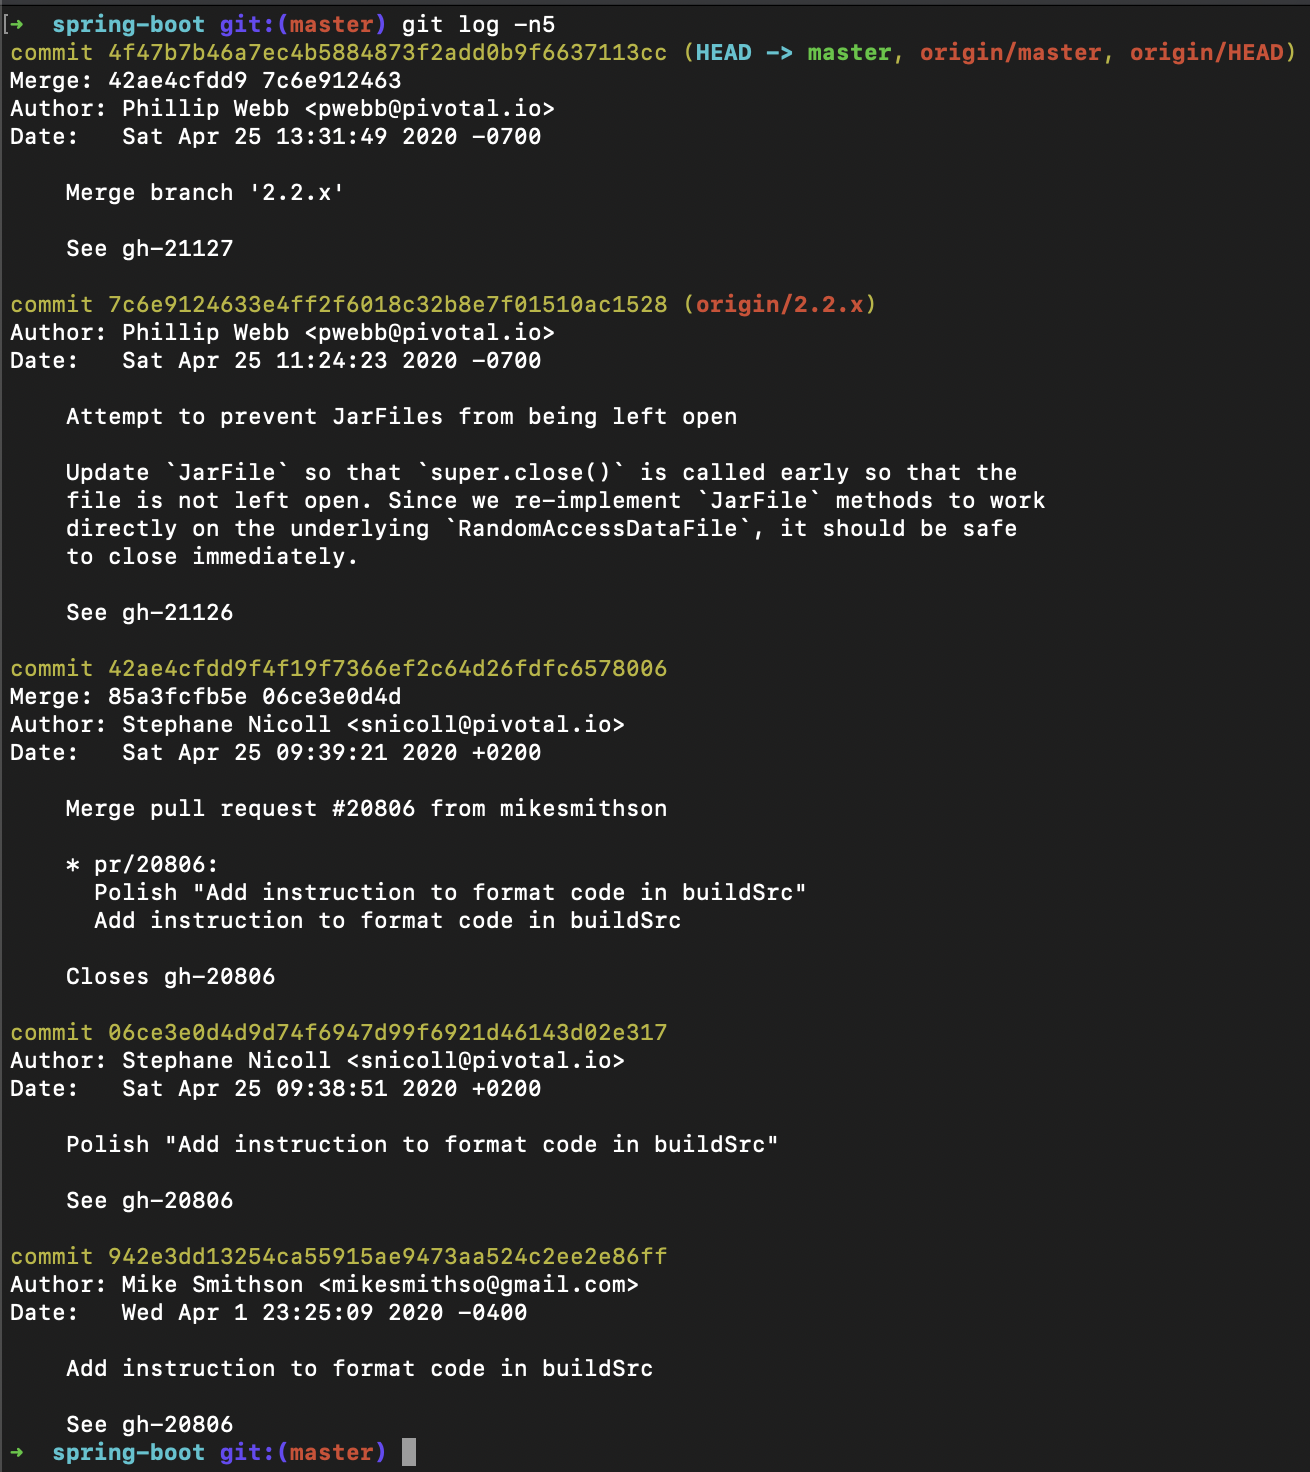 [➜  spring-boot git:(master) git log -n5
commit 4f47b7b46a7ec4b5884873f2add0b9f6637113cc (HEAD -> master, origin/master, origin/HEAD)
Merge: 42ae4cfdd9 7c6e912463
Author: Phillip Webb <pwebb@pivotal.io>
Date:   Sat Apr 25 13:31:49 2020 -0700

    Merge branch '2.2.x'

    See gh-21127

commit 7c6e9124633e4ff2f6018c32b8e7f01510ac1528 (origin/2.2.x)
Author: Phillip Webb <pwebb@pivotal.io>
Date:   Sat Apr 25 11:24:23 2020 -0700

    Attempt to prevent JarFiles from being left open

    Update `JarFile` so that `super.close()` is called early so that the
    file is not left open. Since we re-implement `JarFile` methods to work
    directly on the underlying `RandomAccessDataFile`, it should be safe
    to close immediately.

    See gh-21126

commit 42ae4cfdd9f4f19f7366ef2c64d26fdfc6578006
Merge: 85a3fcfb5e 06ce3e0d4d
Author: Stephane Nicoll <snicoll@pivotal.io>
Date:   Sat Apr 25 09:39:21 2020 +0200

    Merge pull request #20806 from mikesmithson

    * pr/20806:
      Polish "Add instruction to format code in buildSrc"
      Add instruction to format code in buildSrc

    Closes gh-20806

commit 06ce3e0d4d9d74f6947d99f6921d46143d02e317
Author: Stephane Nicoll <snicoll@pivotal.io>
Date:   Sat Apr 25 09:38:51 2020 +0200

    Polish "Add instruction to format code in buildSrc"

    See gh-20806

commit 942e3dd13254ca55915ae9473aa524c2ee2e86ff
Author: Mike Smithson <mikesmithso@gmail.com>
Date:   Wed Apr 1 23:25:09 2020 -0400

    Add instruction to format code in buildSrc

    See gh-20806
➜  spring-boot git:(master)